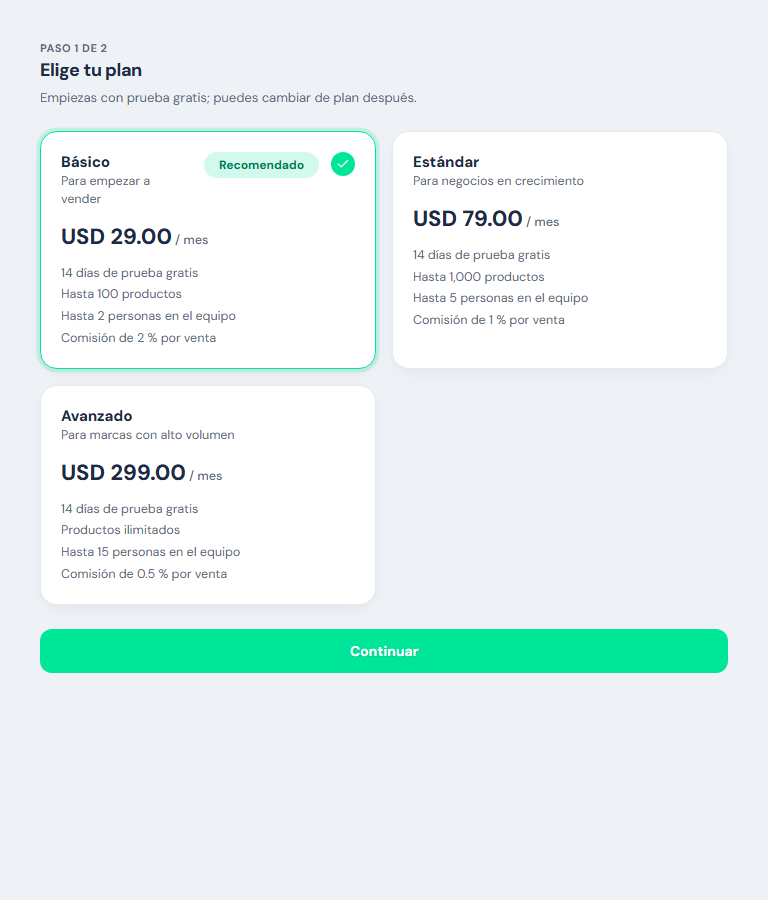 PASO 1 DE 2
Elige tu plan
Empiezas con prueba gratis; puedes cambiar de plan después.
Básico
Recomendado
Para empezar a
vender
USD 29.00 / mes
14 días de prueba gratis
Hasta 100 productos
Hasta 2 personas en el equipo
Comisión de 2 % por venta
Estándar
Para negocios en crecimiento
USD 79.00 / mes
14 días de prueba gratis
Hasta 1,000 productos
Hasta 5 personas en el equipo
Comisión de 1 % por venta
Avanzado
Para marcas con alto volumen
USD 299.00 / mes
14 días de prueba gratis
Productos ilimitados
Hasta 15 personas en el equipo
Comisión de 0.5 % por venta
Continuar